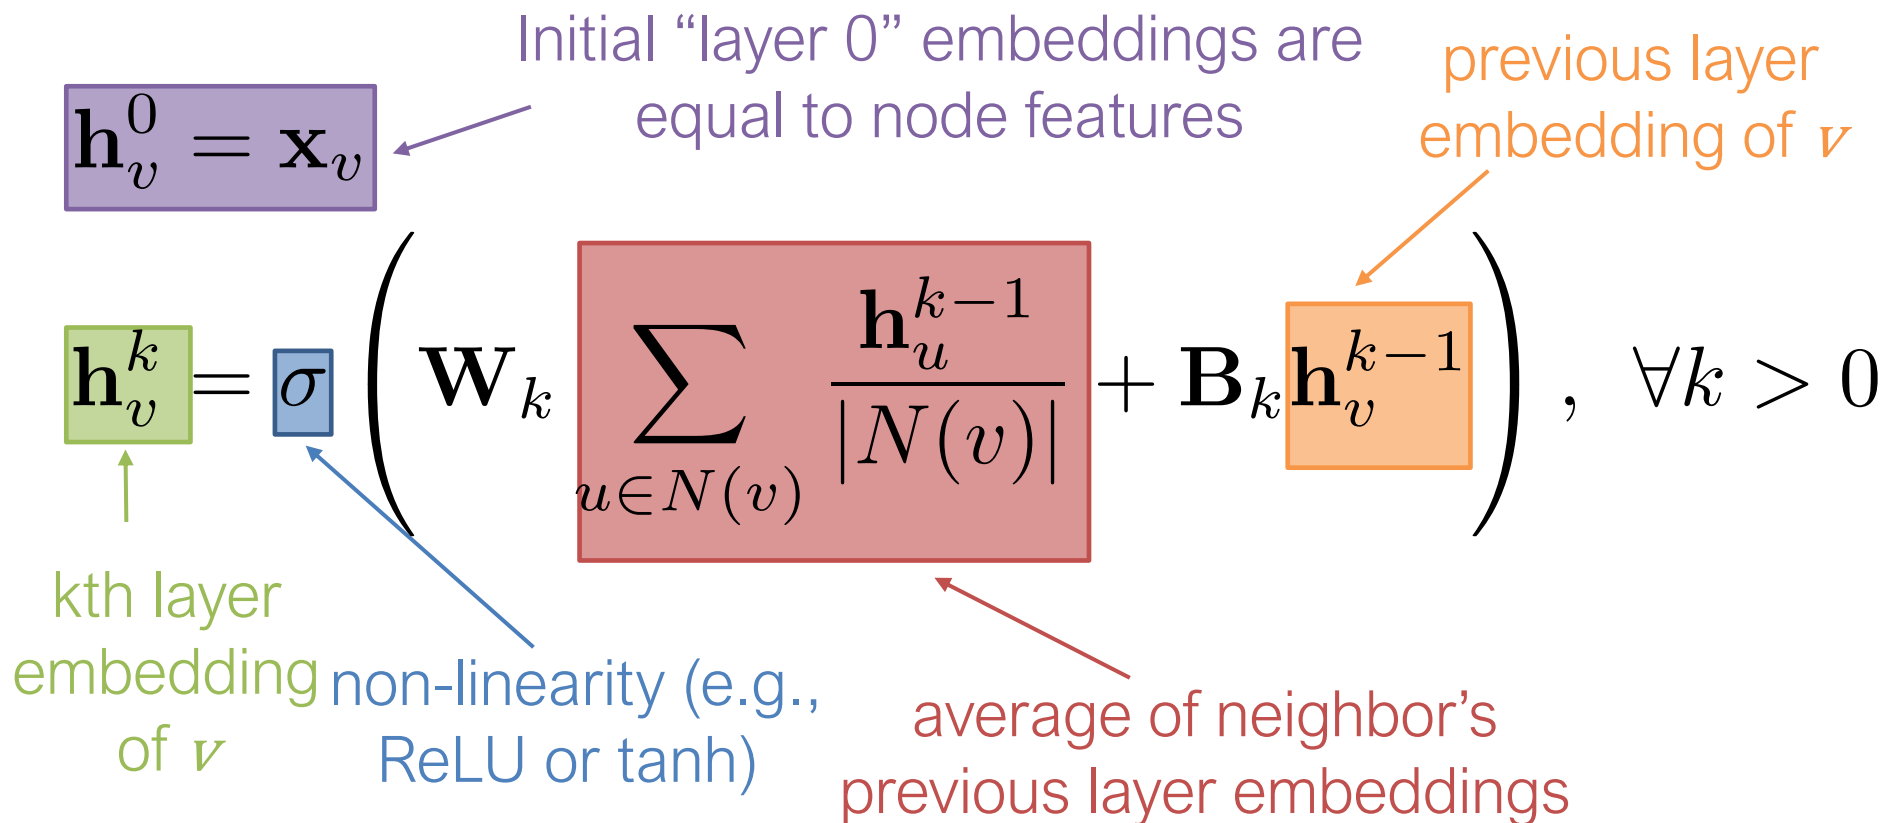 Initial “layer 0” embeddings are
equal to node features
previous layer
embedding of v
h_v^0 = x_v
h_v^k = σ ( W_k ∑_{u∈N(v)} h_u^{k−1} / |N(v)| + B_k h_v^{k−1} ) , ∀k > 0
kth layer
embedding
of v
non-linearity (e.g.,
ReLU or tanh)
average of neighbor’s
previous layer embeddings